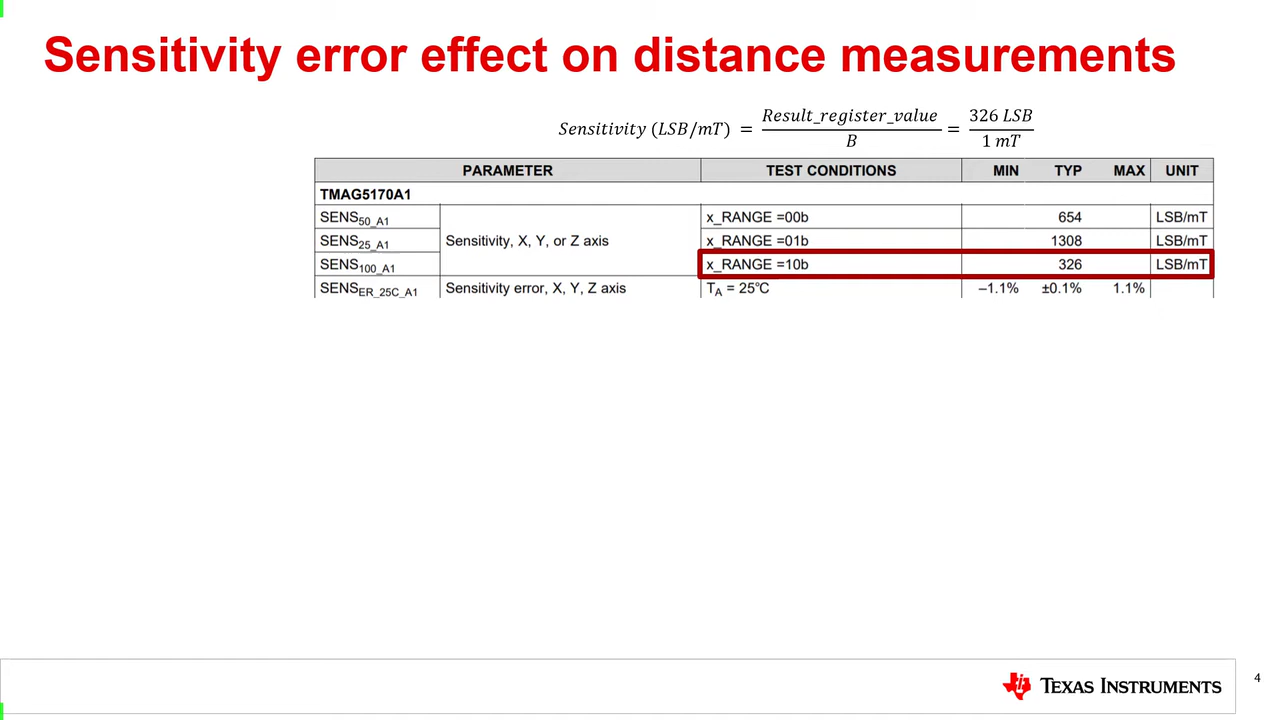 Sensitivity error effect on distance measurements
Sensitivity (LSB/mT) = Result_register_value / B = 326 LSB / 1 mT
PARAMETER TEST CONDITIONS MIN TYP MAX UNIT
TMAG5170A1
SENS50_A1 Sensitivity, X, Y, or Z axis x_RANGE =00b 654 LSB/mT
SENS25_A1 x_RANGE =01b 1308 LSB/mT
SENS100_A1 x_RANGE =10b 326 LSB/mT
SENSER_25C_A1 Sensitivity error, X, Y, Z axis TA = 25°C –1.1% ±0.1% 1.1%
TEXAS INSTRUMENTS
4